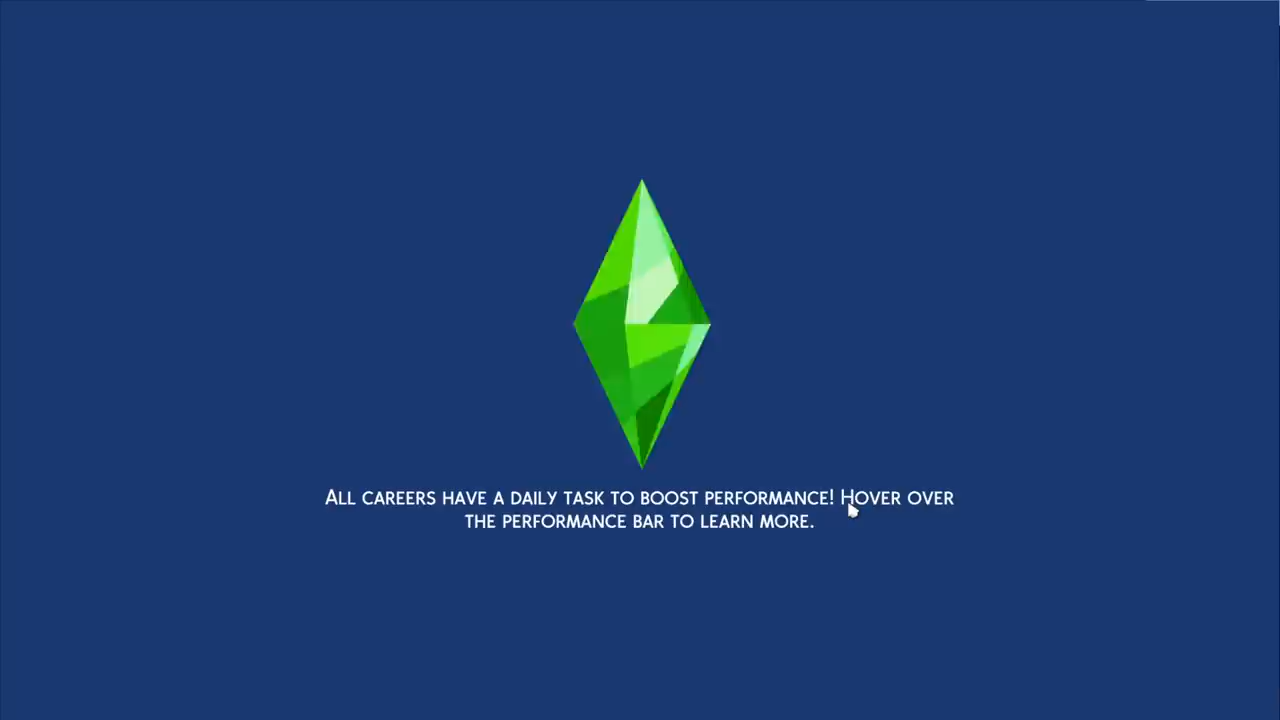 All careers have a daily task to boost performance! Hover over
the performance bar to learn more.